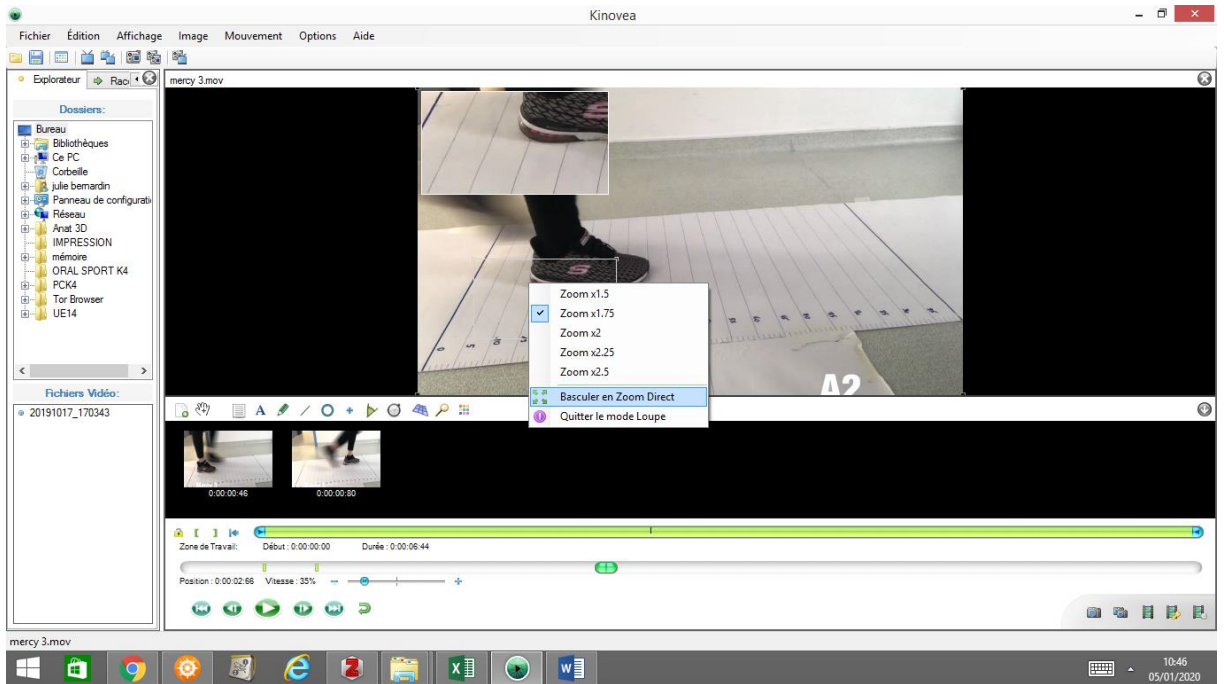 Kinovea
Fichier Édition Affichage Image Mouvement Options Aide
Explorateur Rac
mercy 3.mov
Dossiers:
Bureau
Bibliothèques
Ce PC
Corbeille
julie bernardin
Panneau de configurati
Réseau
Anat 3D
IMPRESSION
mémoire
ORAL SPORT K4
PCK4
Tor Browser
UE14
Fichiers Vidéo:
20191017_170343
S
0 5 10
A2
Zoom x1.5
Zoom x1.75
Zoom x2
Zoom x2.25
Zoom x2.5
Basculer en Zoom Direct
Quitter le mode Loupe
0:00:00:46 0:00:00:80
Zone de Travail: Début : 0:00:00:00 Durée : 0:00:06:44
Position : 0:00:02:66 Vitesse : 35%
mercy 3.mov
10:46
05/01/2020